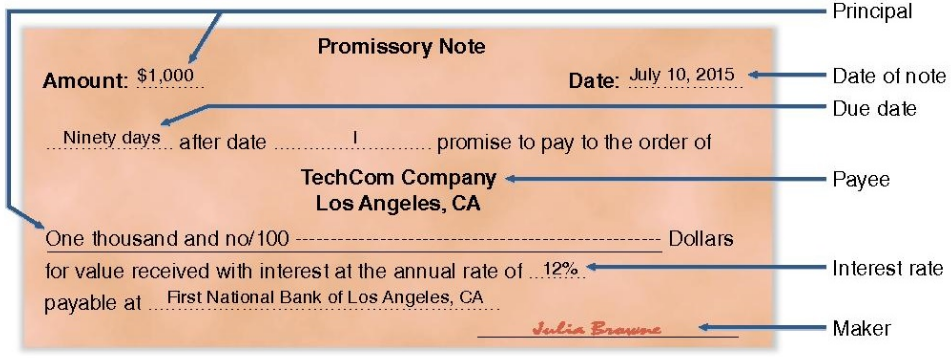 Principal
Promissory Note
Amount: $1,000 Date: July 10, 2015 Date of note
Due date
Ninety days after date I promise to pay to the order of
TechCom Company Payee
Los Angeles, CA
One thousand and no/100 ------------------------------------------------------------ Dollars
for value received with interest at the annual rate of 12% Interest rate
payable at First National Bank of Los Angeles, CA
Julia Browne Maker